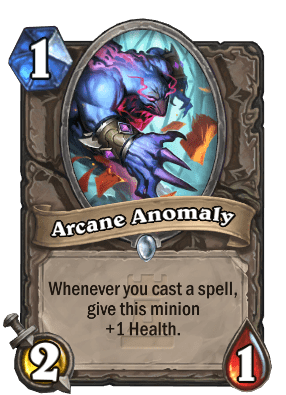 1
Arcane Anomaly
Whenever you cast a spell,
give this minion
+1 Health.
2
1